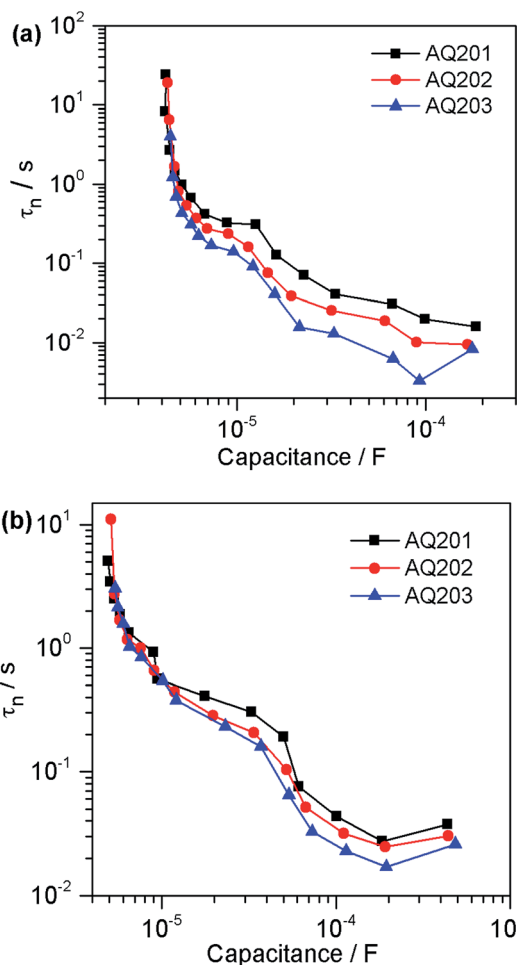 (a)
10²
10¹
10⁰
10⁻¹
10⁻²
τₙ / s
AQ201
AQ202
AQ203
10⁻⁵
10⁻⁴
Capacitance / F
(b)
10¹
10⁰
10⁻¹
10⁻²
τₙ / s
AQ201
AQ202
AQ203
10⁻⁵
10⁻⁴
10
Capacitance / F